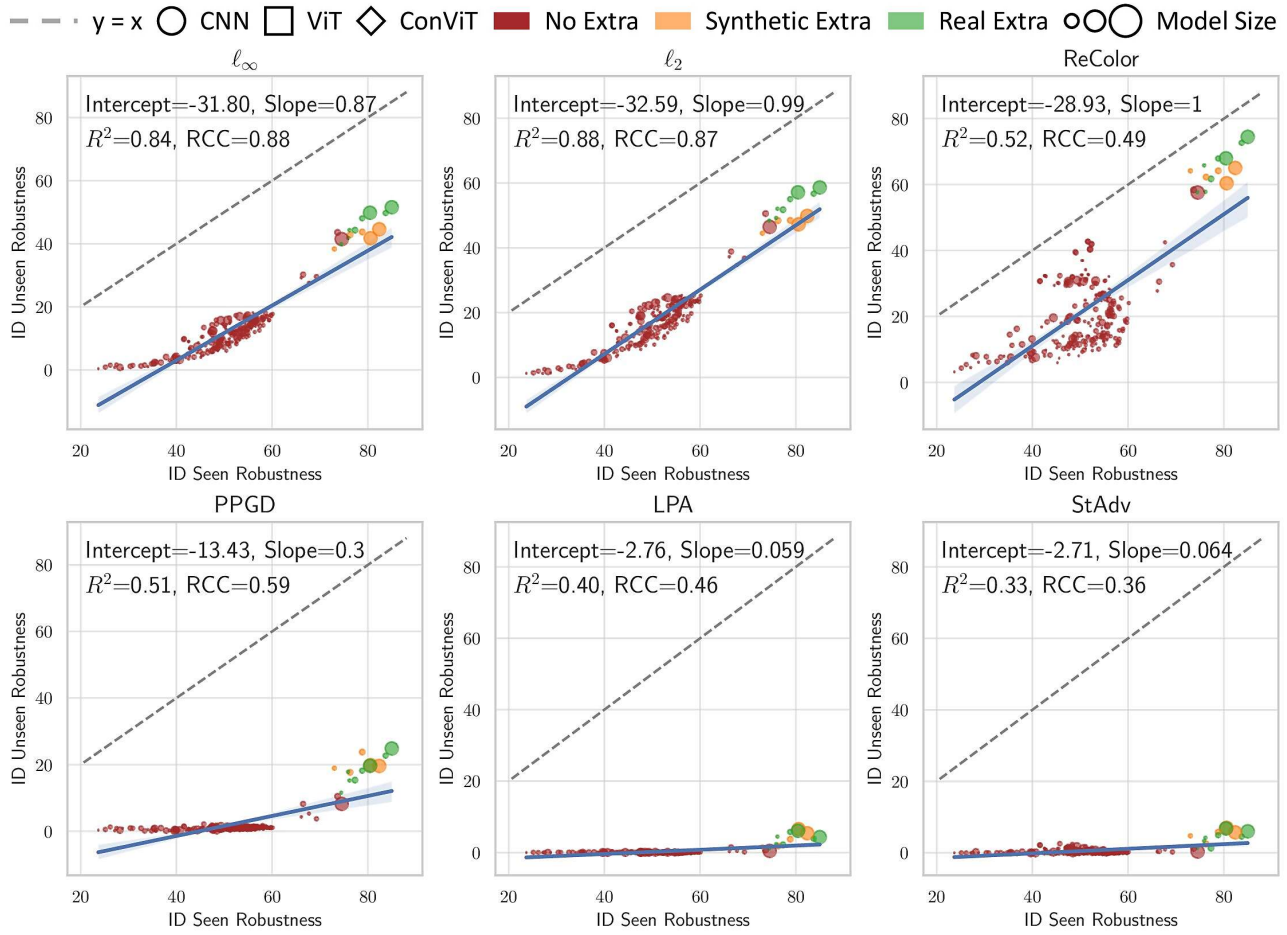 y = x CNN ViT ConViT No Extra Synthetic Extra Real Extra Model Size
ℓ∞ ℓ2 ReColor
Intercept=-31.80, Slope=0.87
R²=0.84, RCC=0.88
80
60
40
20
0
ID Unseen Robustness
20 40 60 80
ID Seen Robustness
Intercept=-32.59, Slope=0.99
R²=0.88, RCC=0.87
80
60
40
20
0
ID Unseen Robustness
20 40 60 80
ID Seen Robustness
Intercept=-28.93, Slope=1
R²=0.52, RCC=0.49
80
60
40
20
0
ID Unseen Robustness
20 40 60 80
ID Seen Robustness
PPGD LPA StAdv
Intercept=-13.43, Slope=0.3
R²=0.51, RCC=0.59
80
60
40
20
0
ID Unseen Robustness
20 40 60 80
ID Seen Robustness
Intercept=-2.76, Slope=0.059
R²=0.40, RCC=0.46
80
60
40
20
0
ID Unseen Robustness
20 40 60 80
ID Seen Robustness
Intercept=-2.71, Slope=0.064
R²=0.33, RCC=0.36
80
60
40
20
0
ID Unseen Robustness
20 40 60 80
ID Seen Robustness